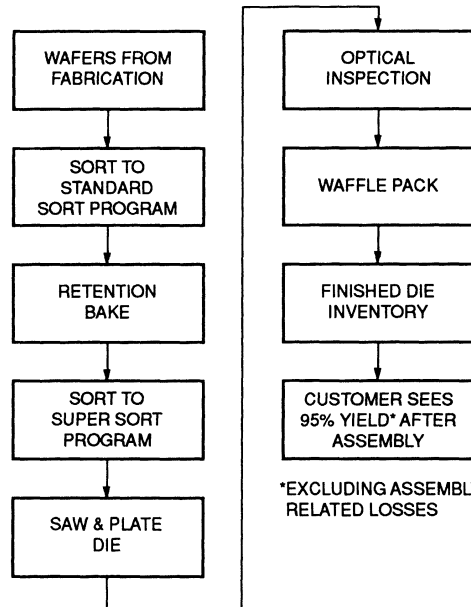 WAFERS FROM
FABRICATION
SORT TO
STANDARD
SORT PROGRAM
RETENTION
BAKE
SORT TO
SUPER SORT
PROGRAM
SAW & PLATE
DIE
OPTICAL
INSPECTION
WAFFLE PACK
FINISHED DIE
INVENTORY
CUSTOMER SEES
95% YIELD* AFTER
ASSEMBLY
*EXCLUDING ASSEMBL
RELATED LOSSES